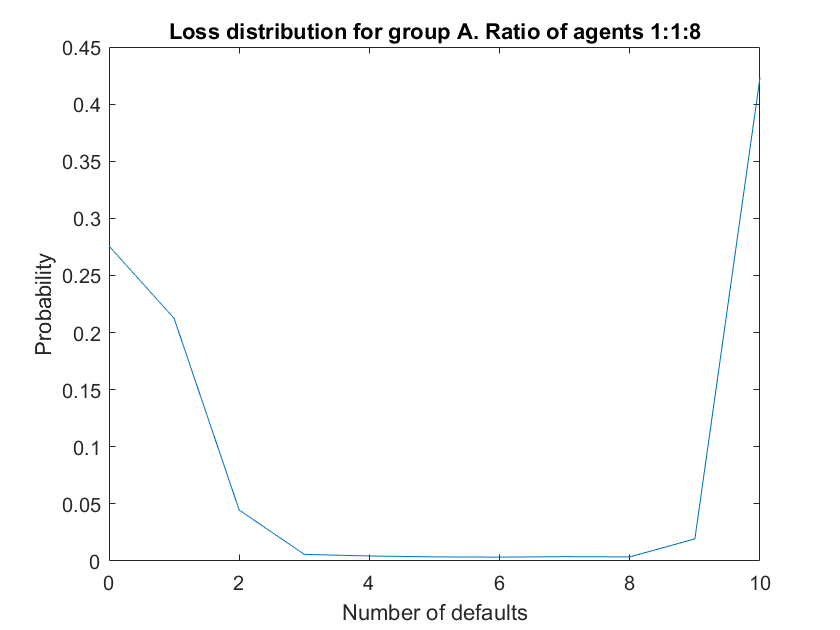 Loss distribution for group A. Ratio of agents 1:1:8
0.45
0.4
0.35
0.3
0.25
0.2
0.15
0.1
0.05
0
Probability
0 2 4 6 8 10
Number of defaults